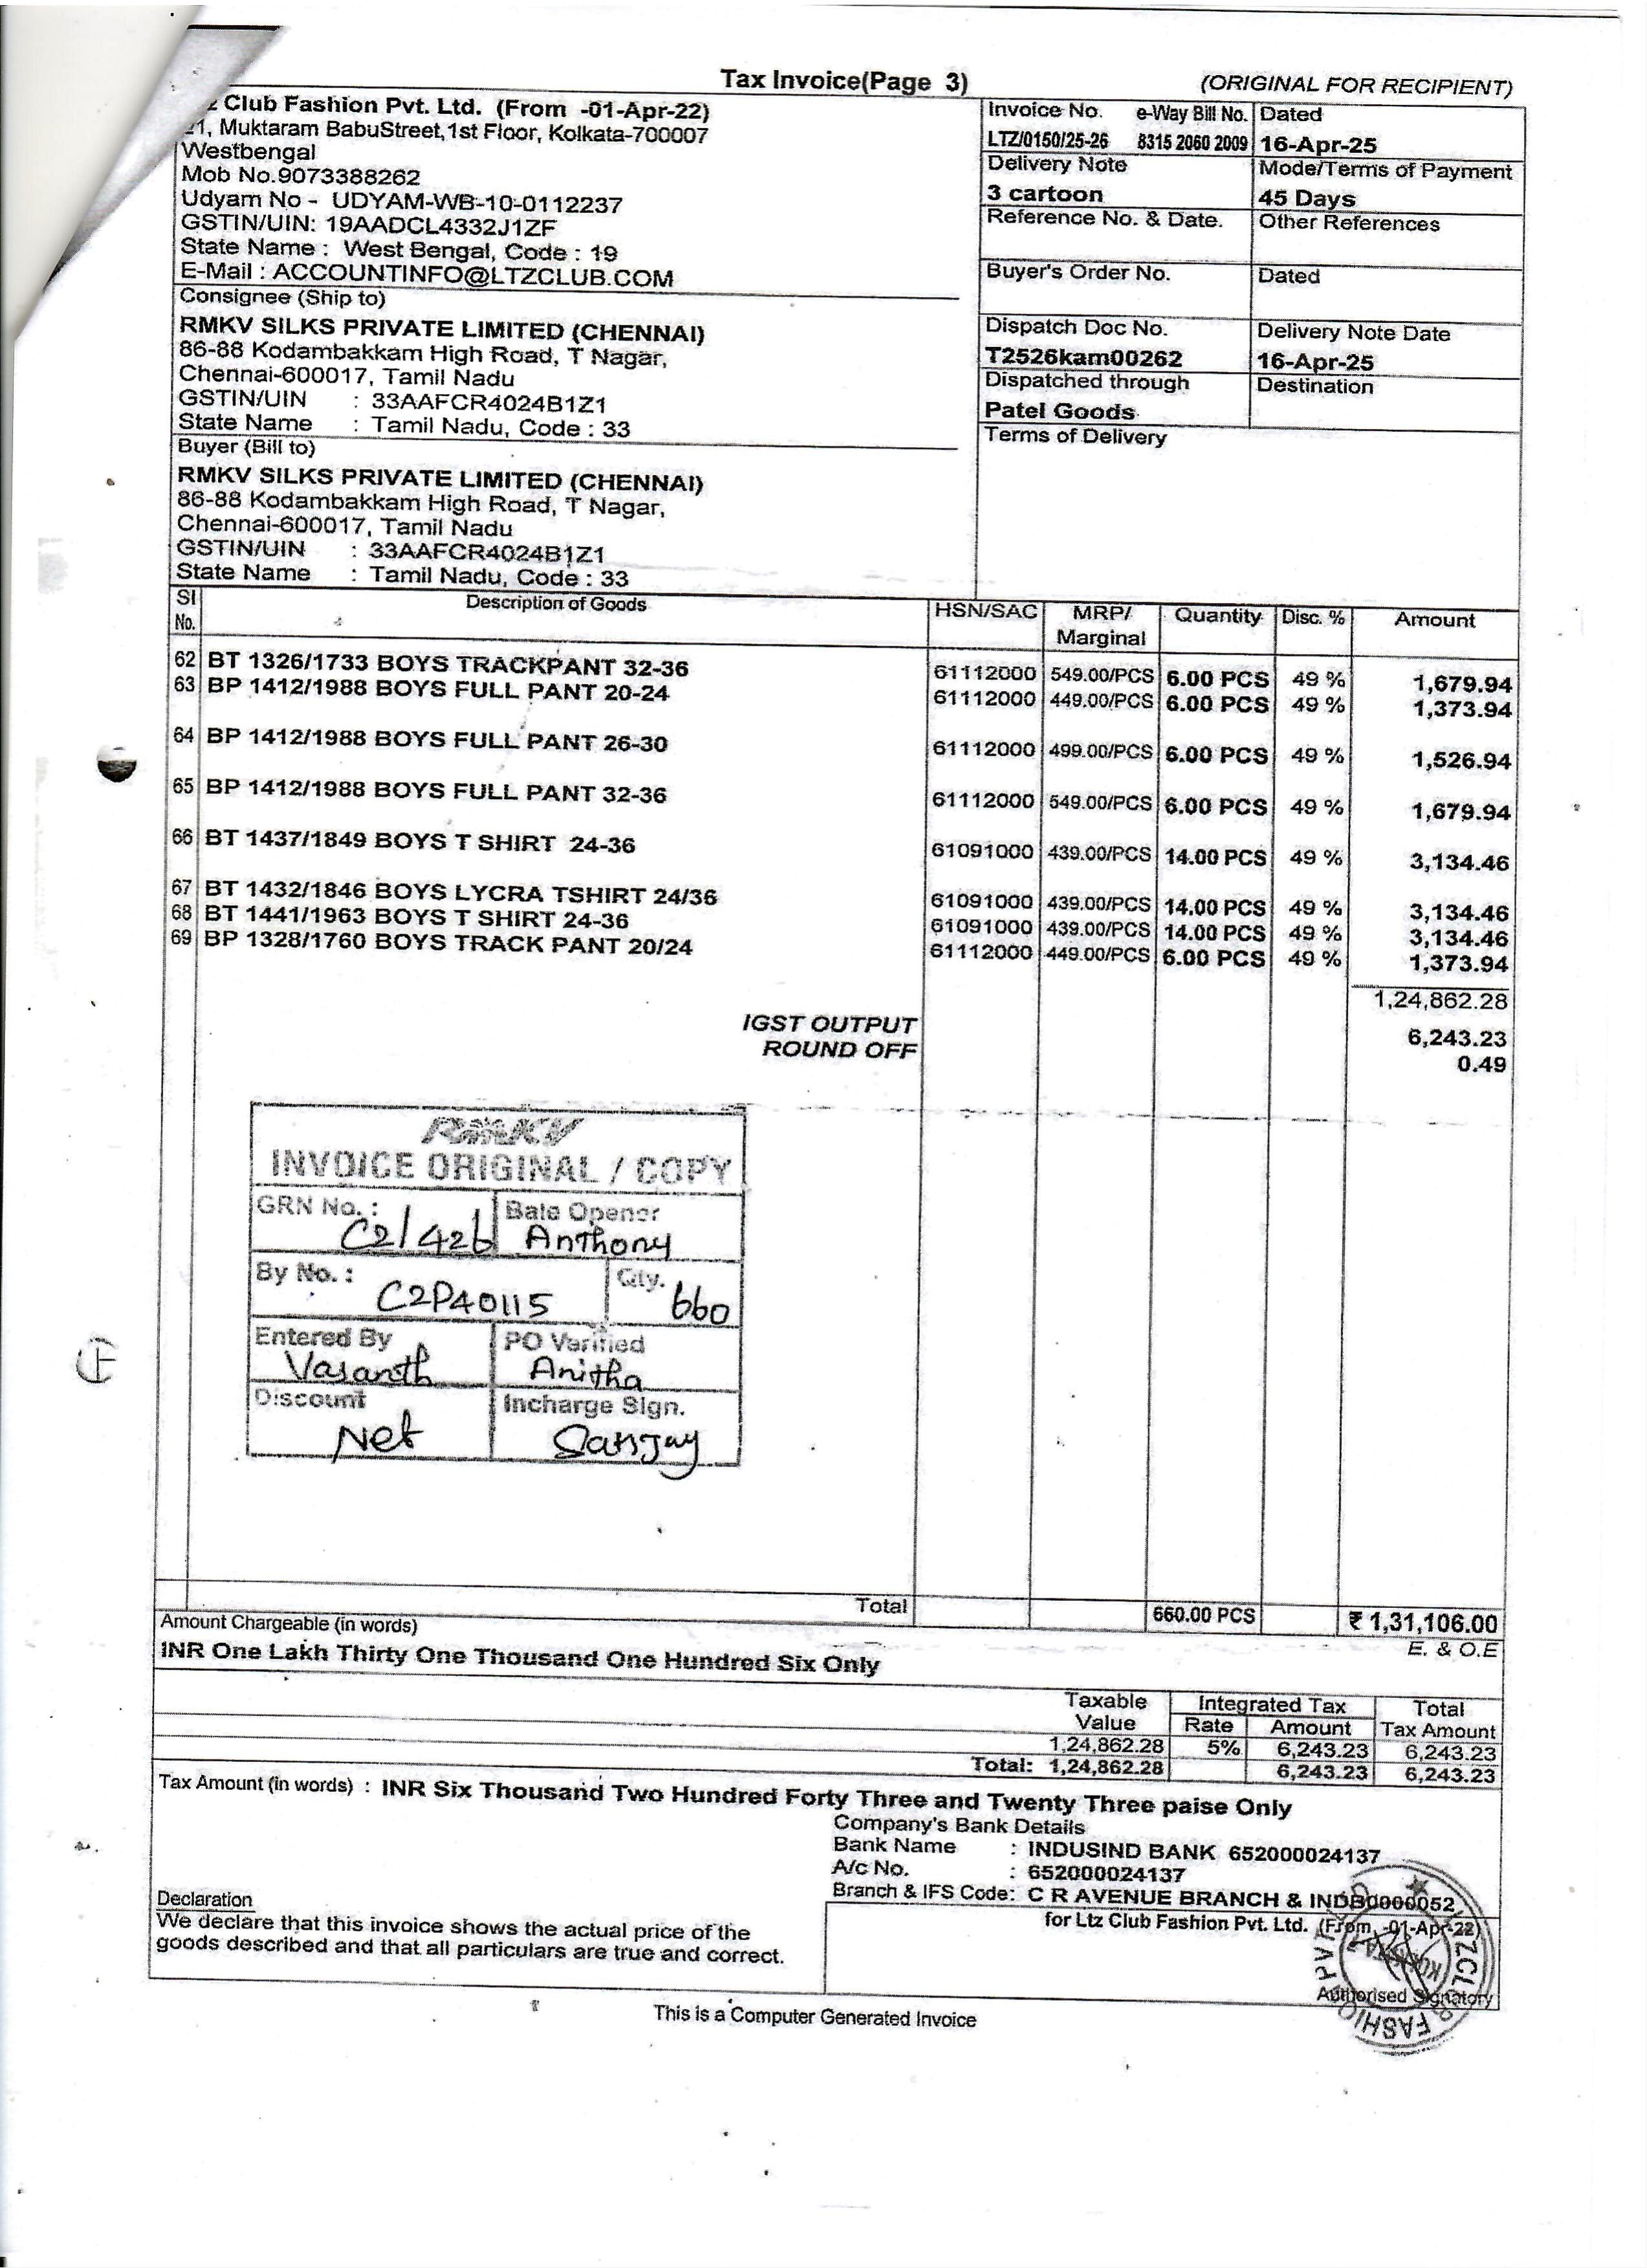 Tax Invoice(Page 3)
(ORIGINAL FOR RECIPIENT)
Club Fashion Pvt. Ltd. (From -01-Apr-22)
Muktaram BabuStreet,1st Floor, Kolkata-700007
Westbengal
Mob No.9073388262
Udyam No - UDYAM-WB-10-0112237
GSTIN/UIN: 19AADCL4332J1ZF
State Name : West Bengal, Code : 19
E-Mail : ACCOUNTINFO@LTZCLUB.COM
Invoice No. e-Way Bill No. Dated
LTZ/0150/25-26 8315 2060 2009 16-Apr-25
Delivery Note Mode/Terms of Payment
3 cartoon 45 Days
Reference No. & Date. Other References
Buyer's Order No. Dated
Dispatch Doc No. Delivery Note Date
T2526kam00262 16-Apr-25
Dispatched through Destination
Patel Goods
Terms of Delivery
Consignee (Ship to)
RMKV SILKS PRIVATE LIMITED (CHENNAI)
86-88 Kodambakkam High Road, T Nagar,
Chennai-600017, Tamil Nadu
GSTIN/UIN : 33AAFCR4024B1Z1
State Name : Tamil Nadu, Code : 33
Buyer (Bill to)
RMKV SILKS PRIVATE LIMITED (CHENNAI)
86-88 Kodambakkam High Road, T Nagar,
Chennai-600017, Tamil Nadu
GSTIN/UIN : 33AAFCR4024B1Z1
State Name : Tamil Nadu, Code : 33
Sl No. Description of Goods HSN/SAC MRP/ Marginal Quantity Disc. % Amount
62 BT 1326/1733 BOYS TRACKPANT 32-36 61112000 549.00/PCS 6.00 PCS 49 % 1,679.94
63 BP 1412/1988 BOYS FULL PANT 20-24 61112000 449.00/PCS 6.00 PCS 49 % 1,373.94
64 BP 1412/1988 BOYS FULL PANT 26-30 61112000 499.00/PCS 6.00 PCS 49 % 1,526.94
65 BP 1412/1988 BOYS FULL PANT 32-36 61112000 549.00/PCS 6.00 PCS 49 % 1,679.94
66 BT 1437/1849 BOYS T SHIRT 24-36 61091000 439.00/PCS 14.00 PCS 49 % 3,134.46
67 BT 1432/1846 BOYS LYCRA TSHIRT 24/36 61091000 439.00/PCS 14.00 PCS 49 % 3,134.46
68 BT 1441/1963 BOYS T SHIRT 24-36 61091000 439.00/PCS 14.00 PCS 49 % 3,134.46
69 BP 1328/1760 BOYS TRACK PANT 20/24 61112000 449.00/PCS 6.00 PCS 49 % 1,373.94
1,24,862.28
IGST OUTPUT 6,243.23
ROUND OFF 0.49
RMKV
INVOICE ORIGINAL / COPY
GRN No. : C2/426 Bale Opener Anthony
By No. : C2P40115 Qty. 660
Entered By Vasanth PO Verified Anitha
Discount Net Incharge Sign. Sanjay
Total 660.00 PCS ₹ 1,31,106.00
Amount Chargeable (in words) E. & O.E
INR One Lakh Thirty One Thousand One Hundred Six Only
Taxable Value Integrated Tax Total Tax Amount
Rate Amount
1,24,862.28 5% 6,243.23 6,243.23
Total: 1,24,862.28 6,243.23 6,243.23
Tax Amount (in words) : INR Six Thousand Two Hundred Forty Three and Twenty Three paise Only
Company's Bank Details
Bank Name : INDUSIND BANK 652000024137
A/c No. : 652000024137
Branch & IFS Code: C R AVENUE BRANCH & INDB0000052
Declaration
We declare that this invoice shows the actual price of the
goods described and that all particulars are true and correct.
for Ltz Club Fashion Pvt. Ltd. (From -01-Apr-22)
Authorised Signatory
This is a Computer Generated Invoice